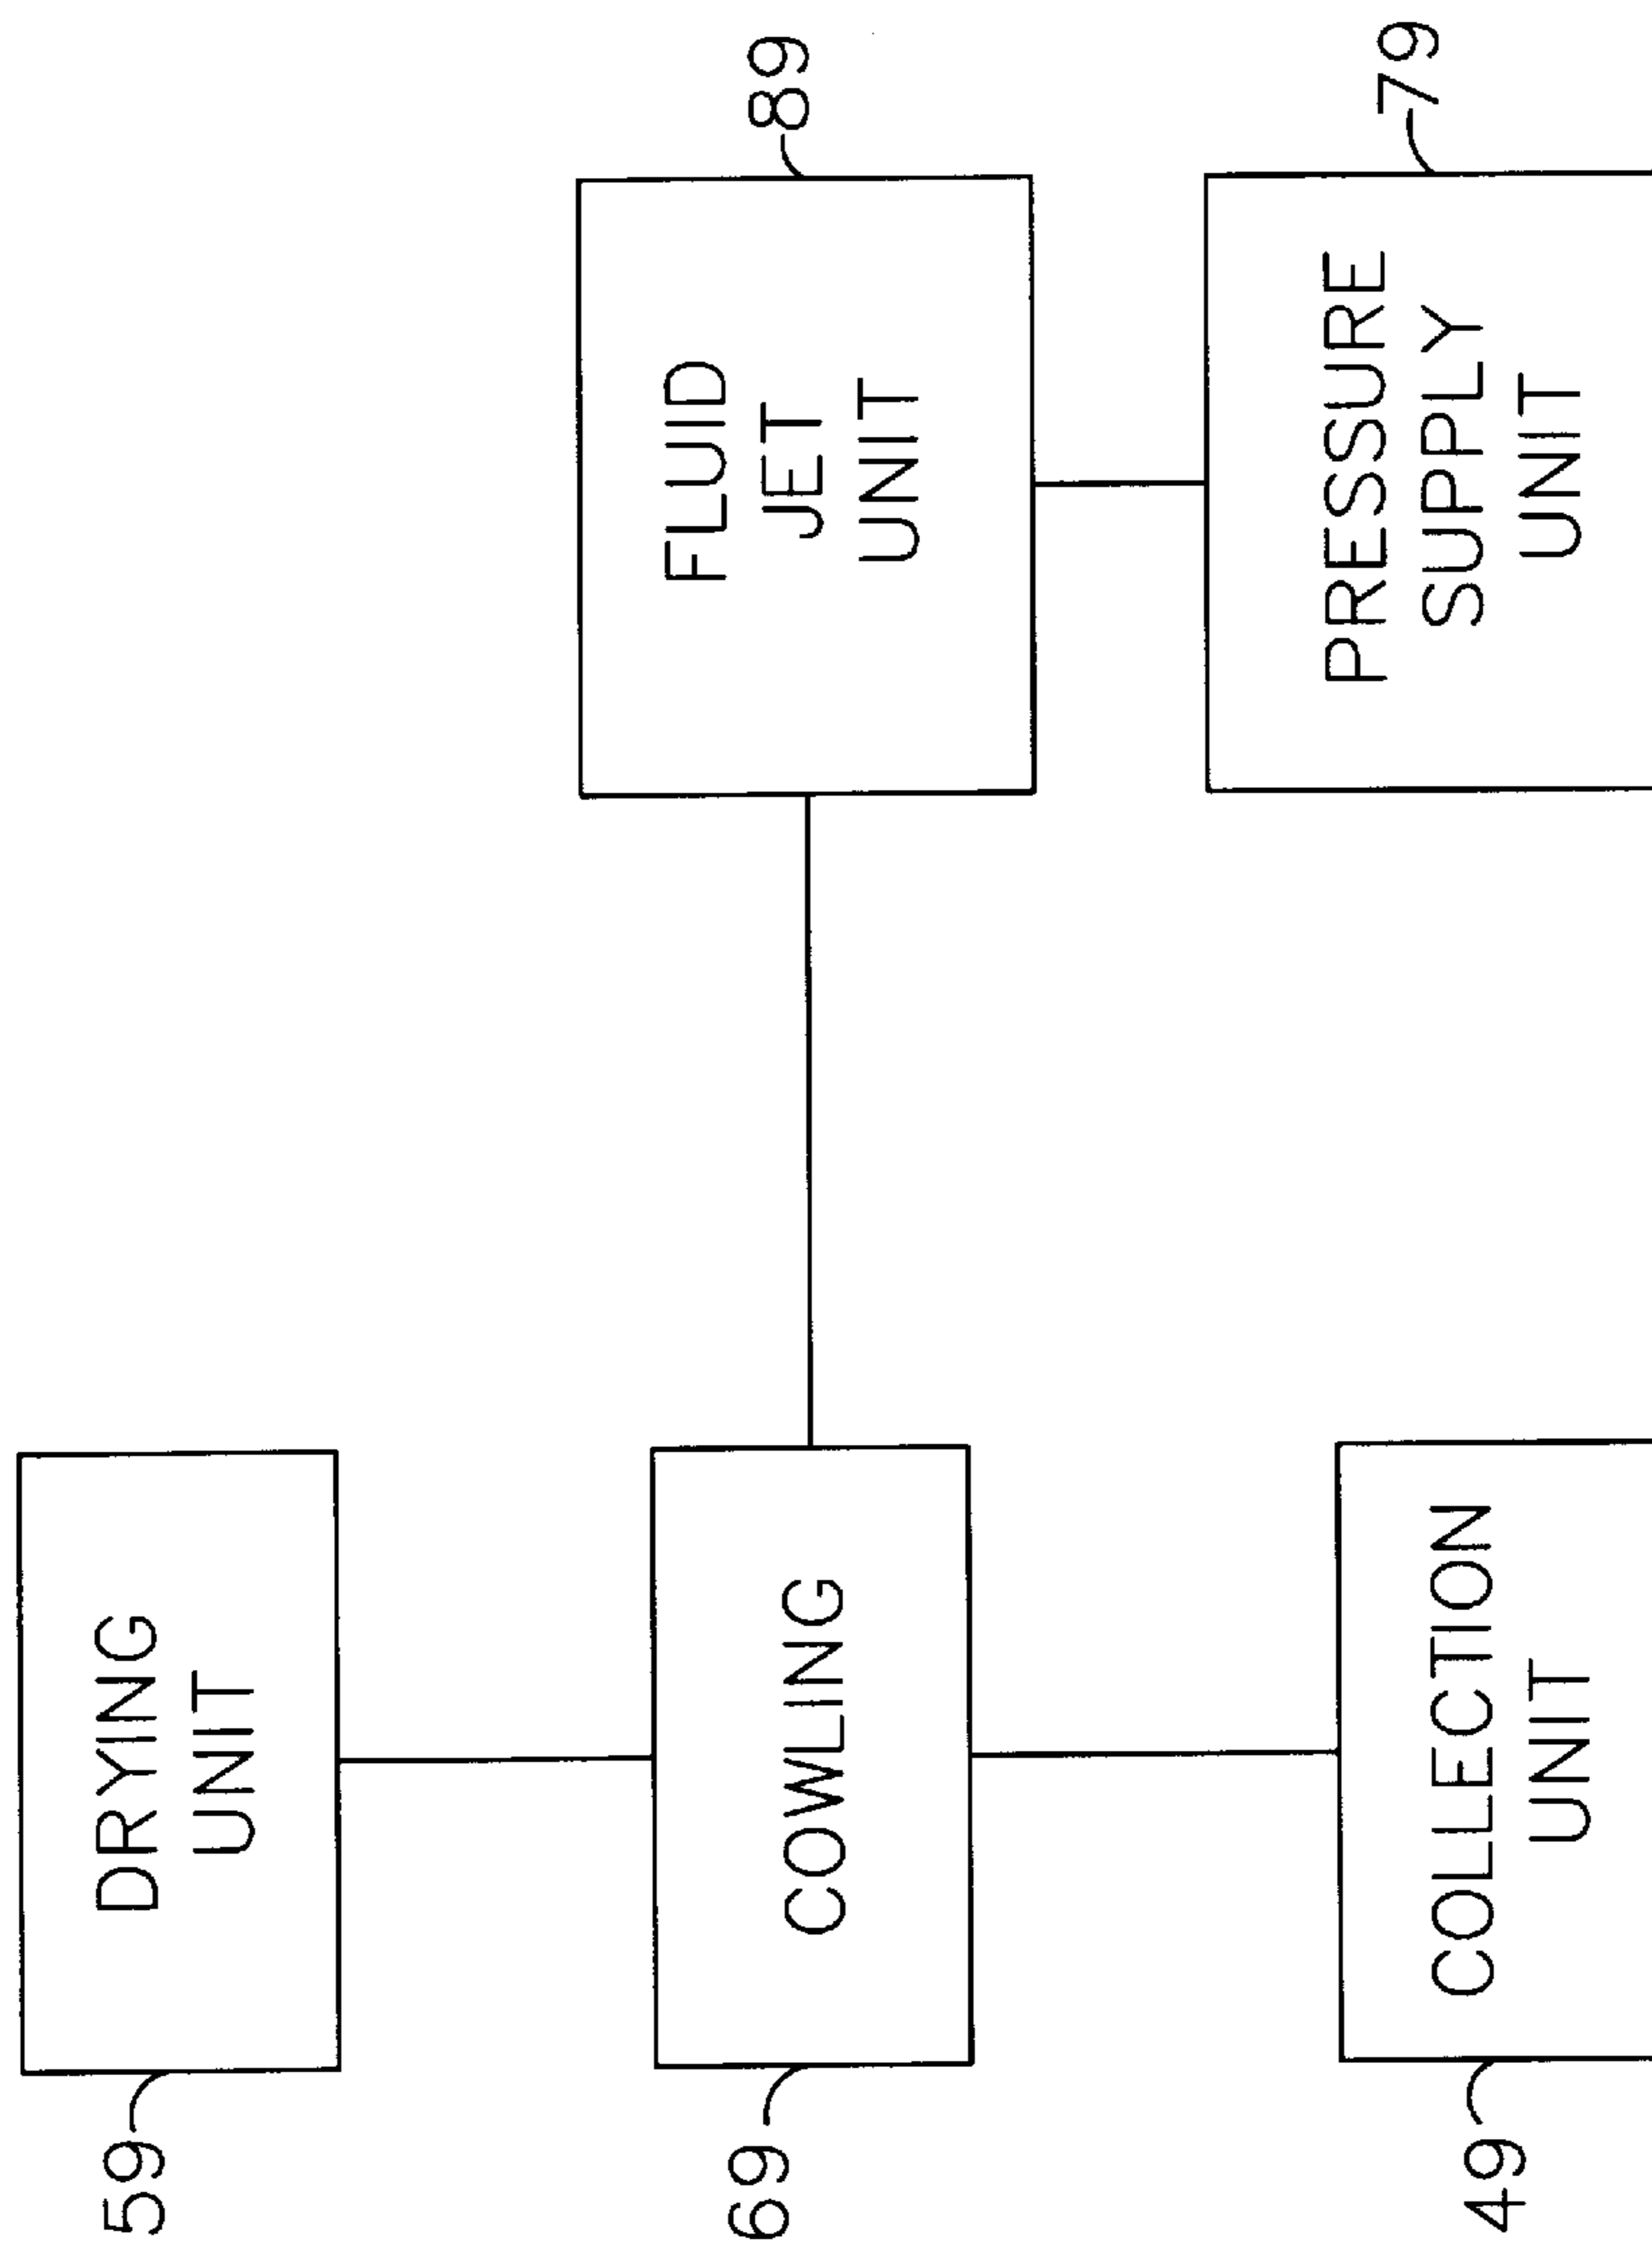 59
DRYING
UNIT
69
COWLING
FLUID
JET
UNIT
89
49
COLLECTION
UNIT
PRESSURE
SUPPLY
UNIT
79